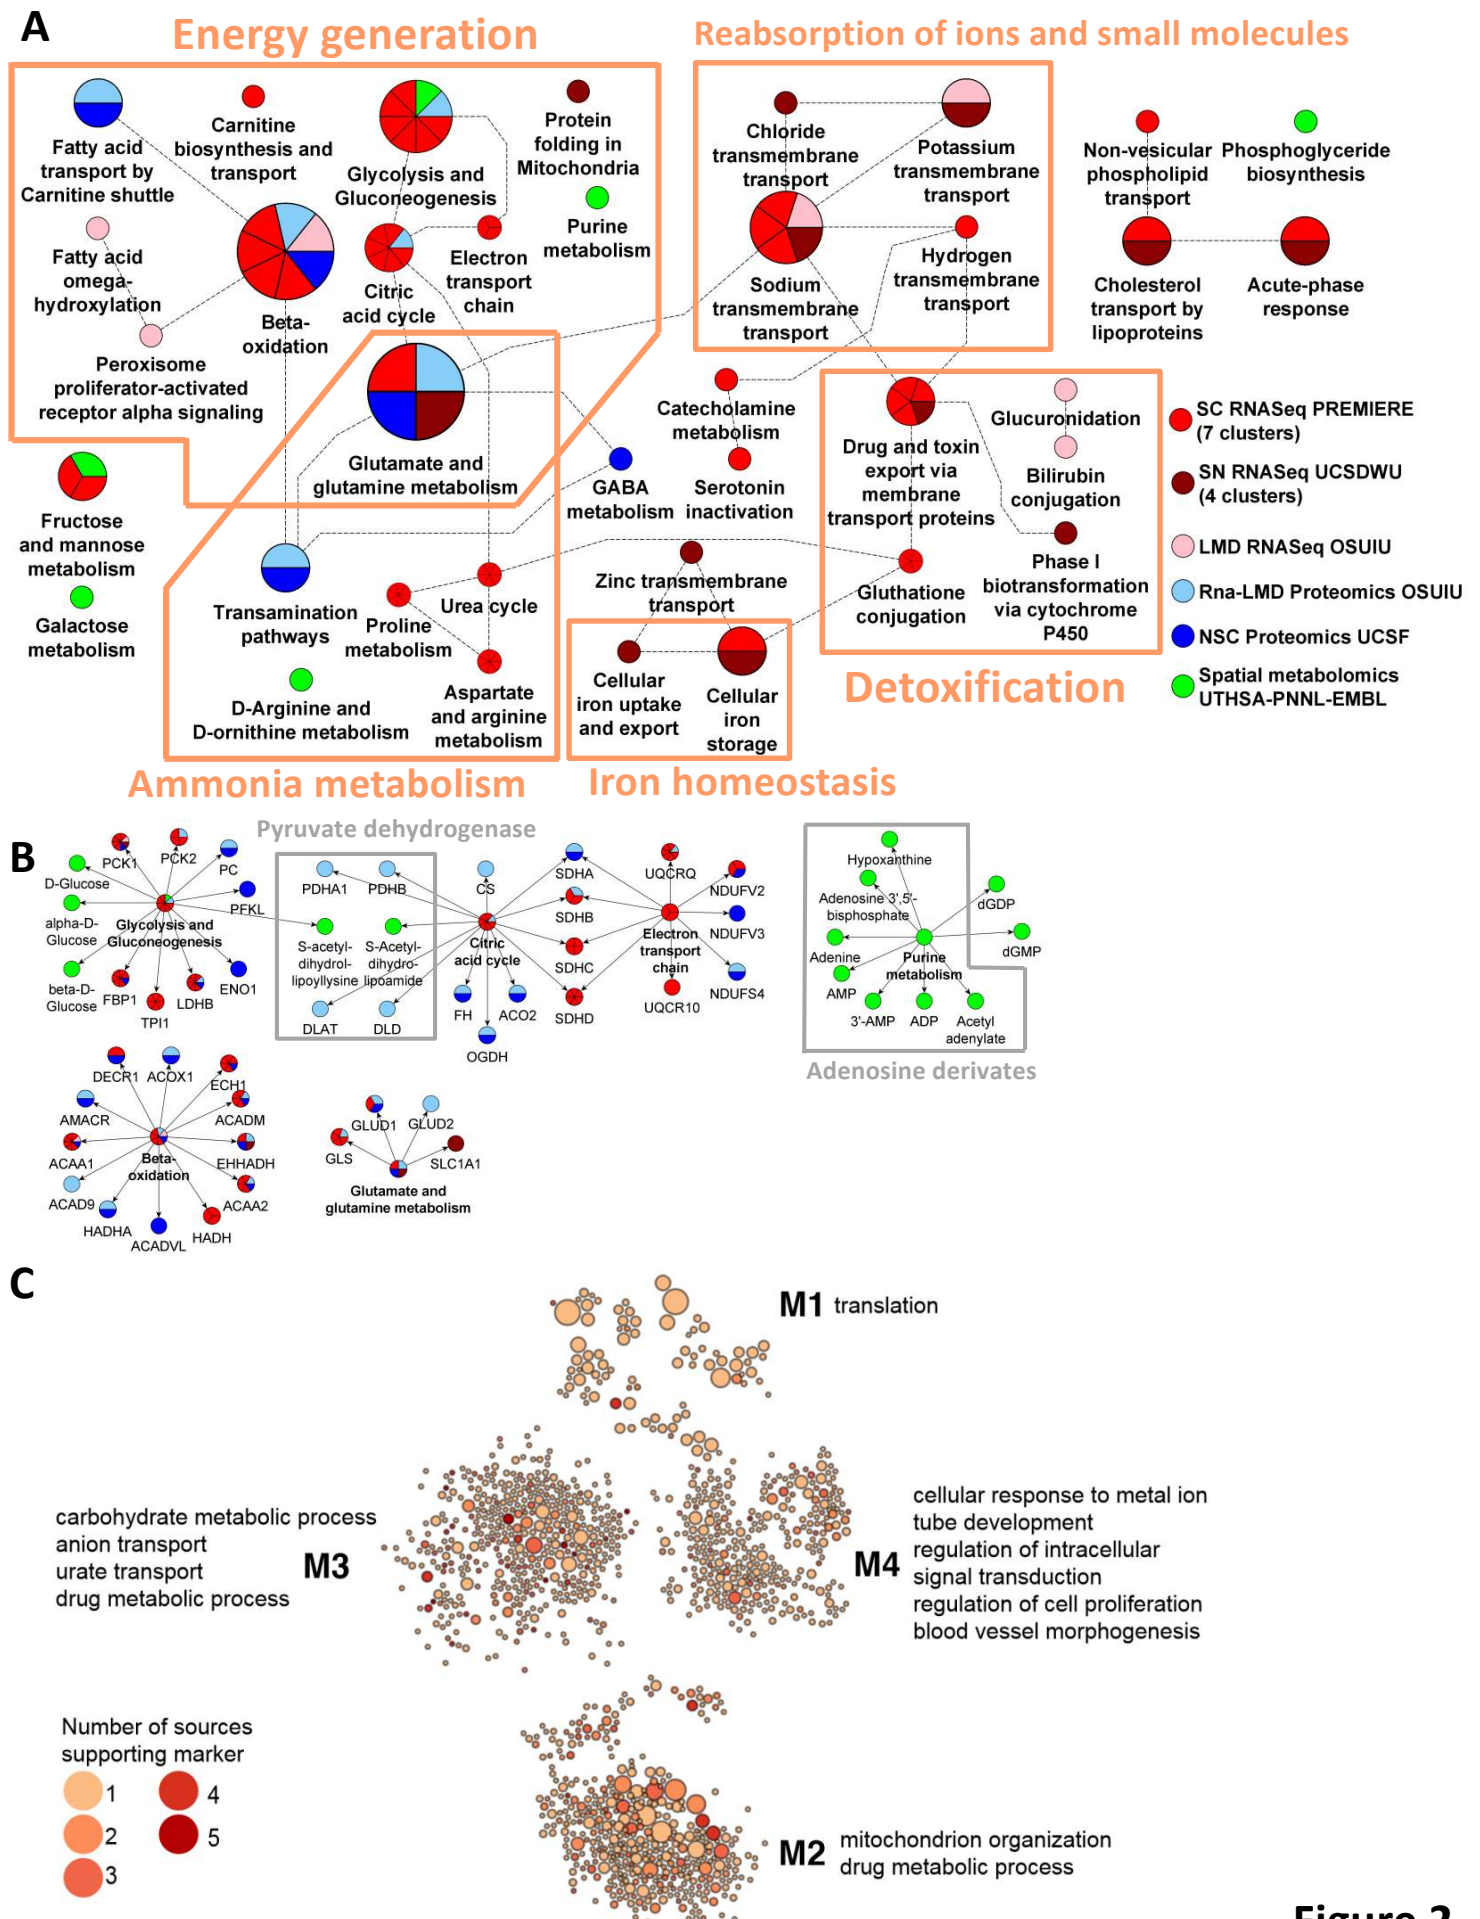 A
Energy generation
Reabsorption of ions and small molecules
Fatty acid
transport by
Carnitine shuttle
Carnitine
biosynthesis and
transport
Glycolysis and
Gluconeogenesis
Protein
folding in
Mitochondria
Purine
metabolism
Fatty acid
omega-
hydroxylation
Beta-
oxidation
Citric
acid cycle
Electron
transport
chain
Peroxisome
proliferator-activated
receptor alpha signaling
Chloride
transmembrane
transport
Potassium
transmembrane
transport
Sodium
transmembrane
transport
Hydrogen
transmembrane
transport
Non-vesicular
phospholipid
transport
Phosphoglyceride
biosynthesis
Cholesterol
transport by
lipoproteins
Acute-phase
response
Glutamate and
glutamine metabolism
Fructose
and mannose
metabolism
Galactose
metabolism
GABA
metabolism
Catecholamine
metabolism
Serotonin
inactivation
Drug and toxin
export via
membrane
transport proteins
Glucuronidation
Bilirubin
conjugation
Phase I
biotransformation
via cytochrome
P450
Gluthatione
conjugation
SC RNASeq PREMIERE
(7 clusters)
SN RNASeq UCSDWU
(4 clusters)
LMD RNASeq OSUIU
Rna-LMD Proteomics OSUIU
NSC Proteomics UCSF
Spatial metabolomics
UTHSA-PNNL-EMBL
Transamination
pathways
Proline
metabolism
Urea cycle
D-Arginine and
D-ornithine metabolism
Aspartate
and arginine
metabolism
Zinc transmembrane
transport
Cellular
iron uptake
and export
Cellular
iron
storage
Detoxification
Ammonia metabolism
Iron homeostasis
B
Pyruvate dehydrogenase
PCK1
PCK2
PC
D-Glucose
PFKL
alpha-D-
Glucose
Glycolysis and
Gluconeogenesis
beta-D-
Glucose
FBP1
TPI1
LDHB
ENO1
PDHA1
PDHB
S-acetyl-
dihydrol-
lipoyllysine
S-Acetyl-
dihydro-
lipoamide
DLAT
DLD
CS
Citric
acid cycle
FH
ACO2
OGDH
SDHA
SDHB
SDHC
SDHD
UQCRQ
NDUFV2
NDUFV3
Electron
transport
chain
NDUFS4
UQCR10
Hypoxanthine
Adenosine 3',5'-
bisphosphate
dGDP
Adenine
Purine
metabolism
dGMP
AMP
3'-AMP
ADP
Acetyl
adenylate
Adenosine derivates
DECR1
ACOX1
ECH1
AMACR
ACADM
ACAA1
Beta-
oxidation
EHHADH
ACAD9
ACAA2
HADHA
ACADVL
HADH
GLUD1
GLUD2
GLS
SLC1A1
Glutamate and
glutamine metabolism
C
M1 translation
carbohydrate metabolic process
anion transport
urate transport
drug metabolic process
M3
M4
cellular response to metal ion
tube development
regulation of intracellular
signal transduction
regulation of cell proliferation
blood vessel morphogenesis
Number of sources
supporting marker
1
2
3
4
5
M2
mitochondrion organization
drug metabolic process
Figure 2